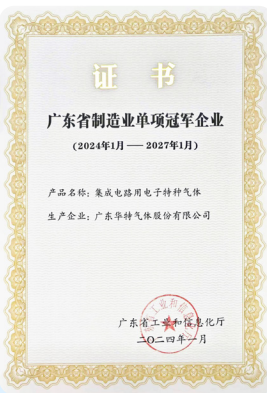 证书
广东省制造业单项冠军企业
(2024年1月——2027年1月)
产品名称：集成电路用电子特种气体
生产企业：广东华特气体股份有限公司
广东省工业和信息化厅
二〇二四年一月